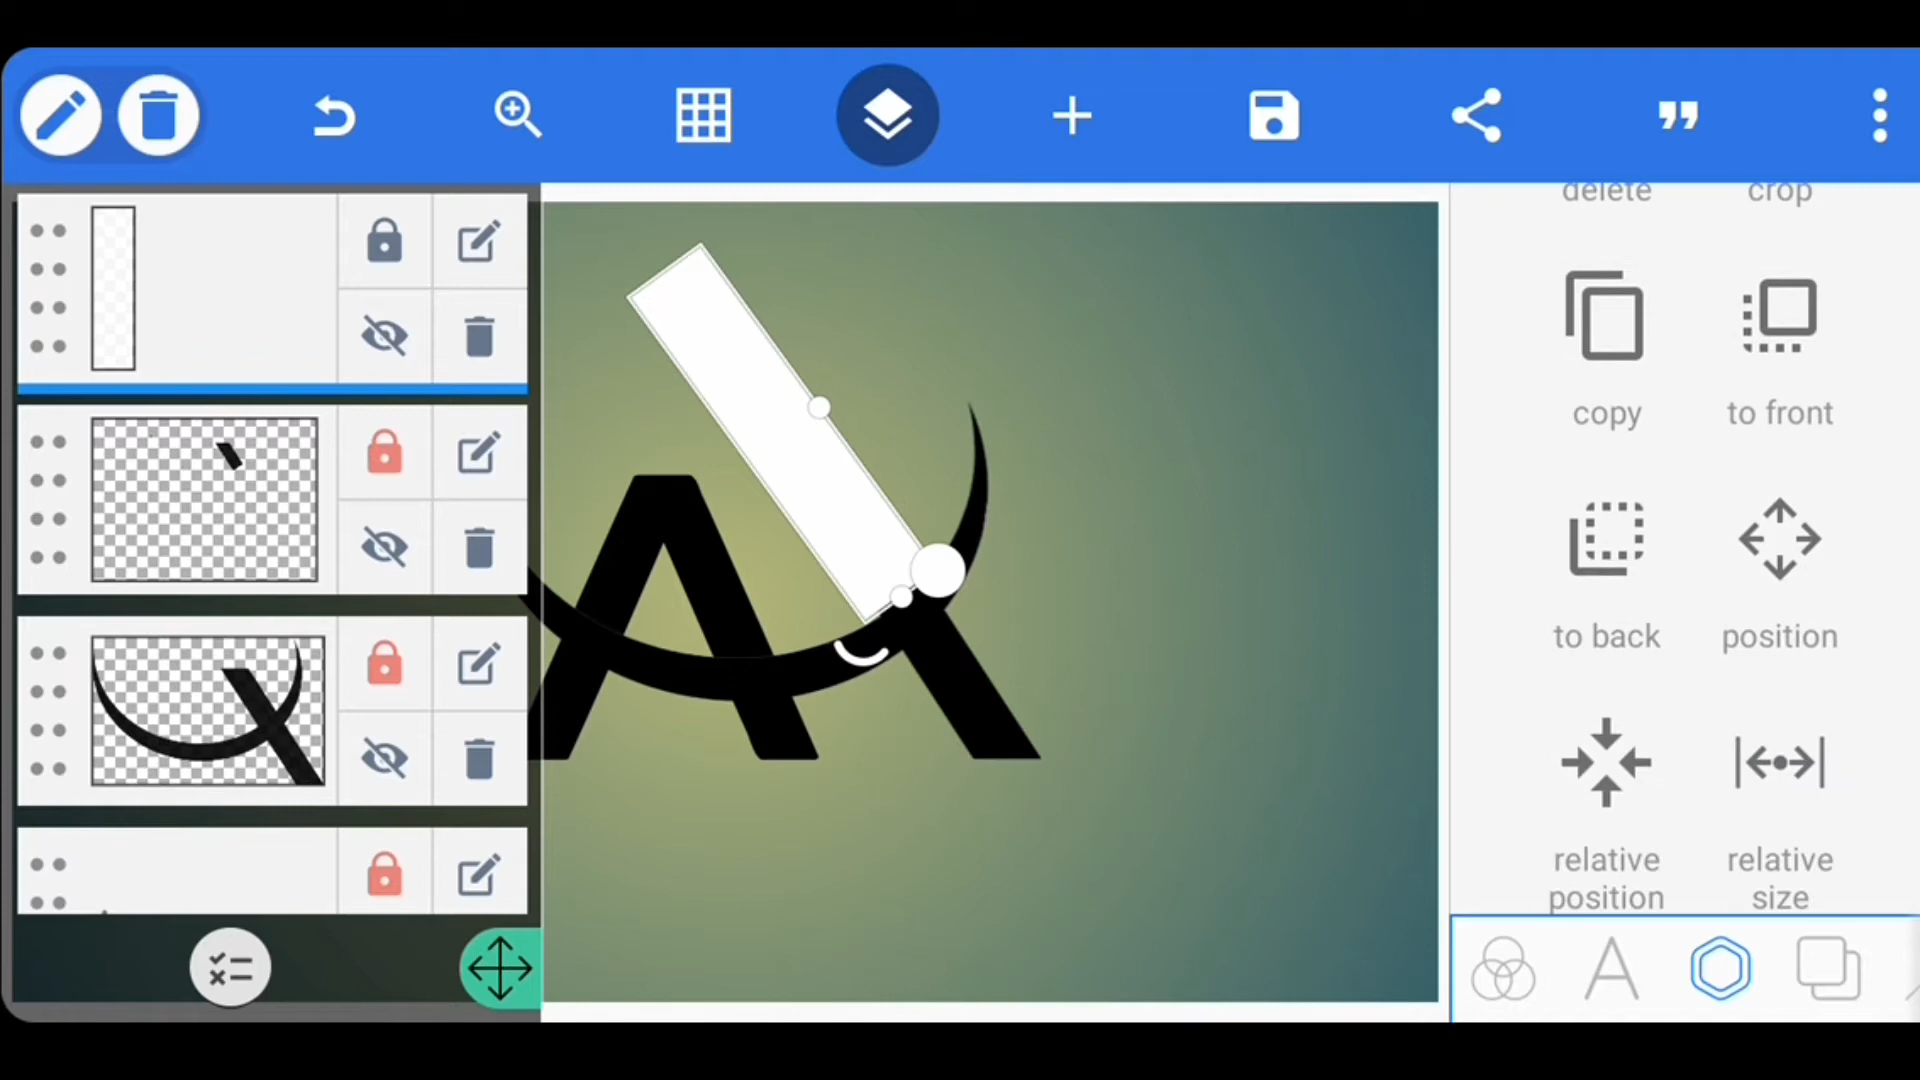 delete crop
copy to front
to back position
relative position relative size
A